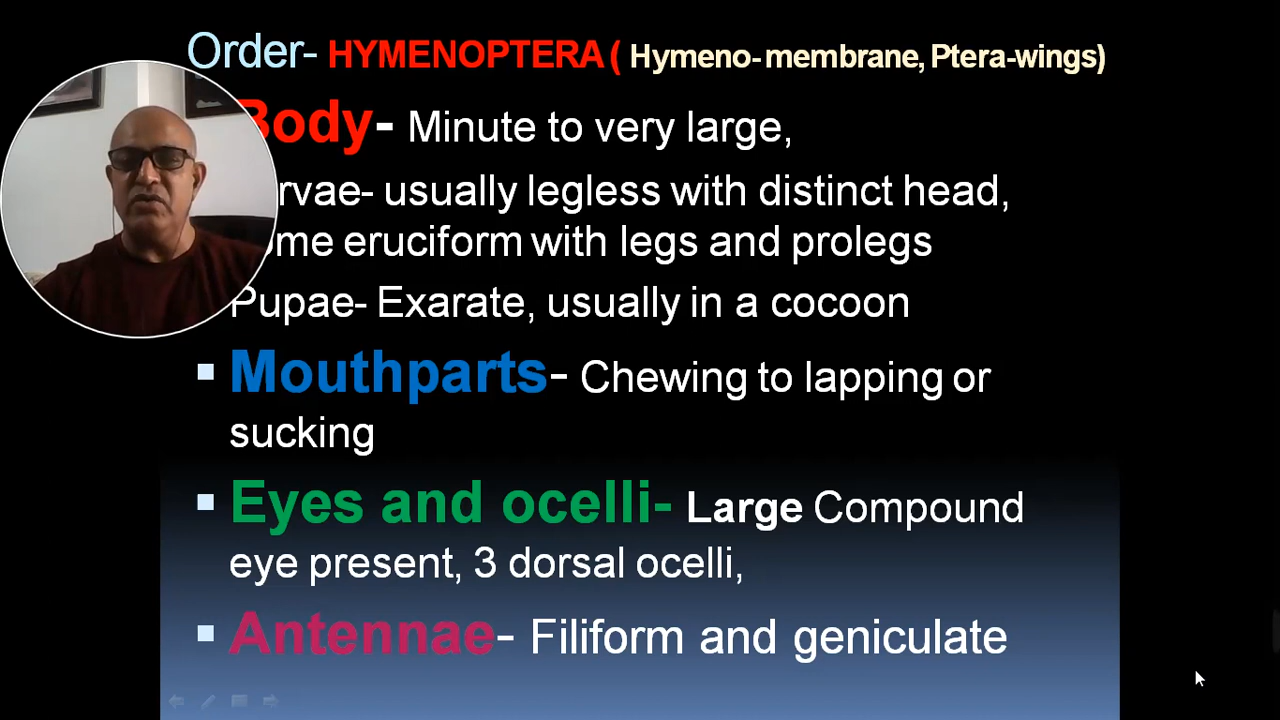 Order- HYMENOPTERA ( Hymeno- membrane, Ptera-wings)
Body- Minute to very large,
rvae- usually legless with distinct head,
me eruciform with legs and prolegs
Pupae- Exarate, usually in a cocoon
Mouthparts- Chewing to lapping or
sucking
Eyes and ocelli- Large Compound
eye present, 3 dorsal ocelli,
Antennae- Filiform and geniculate